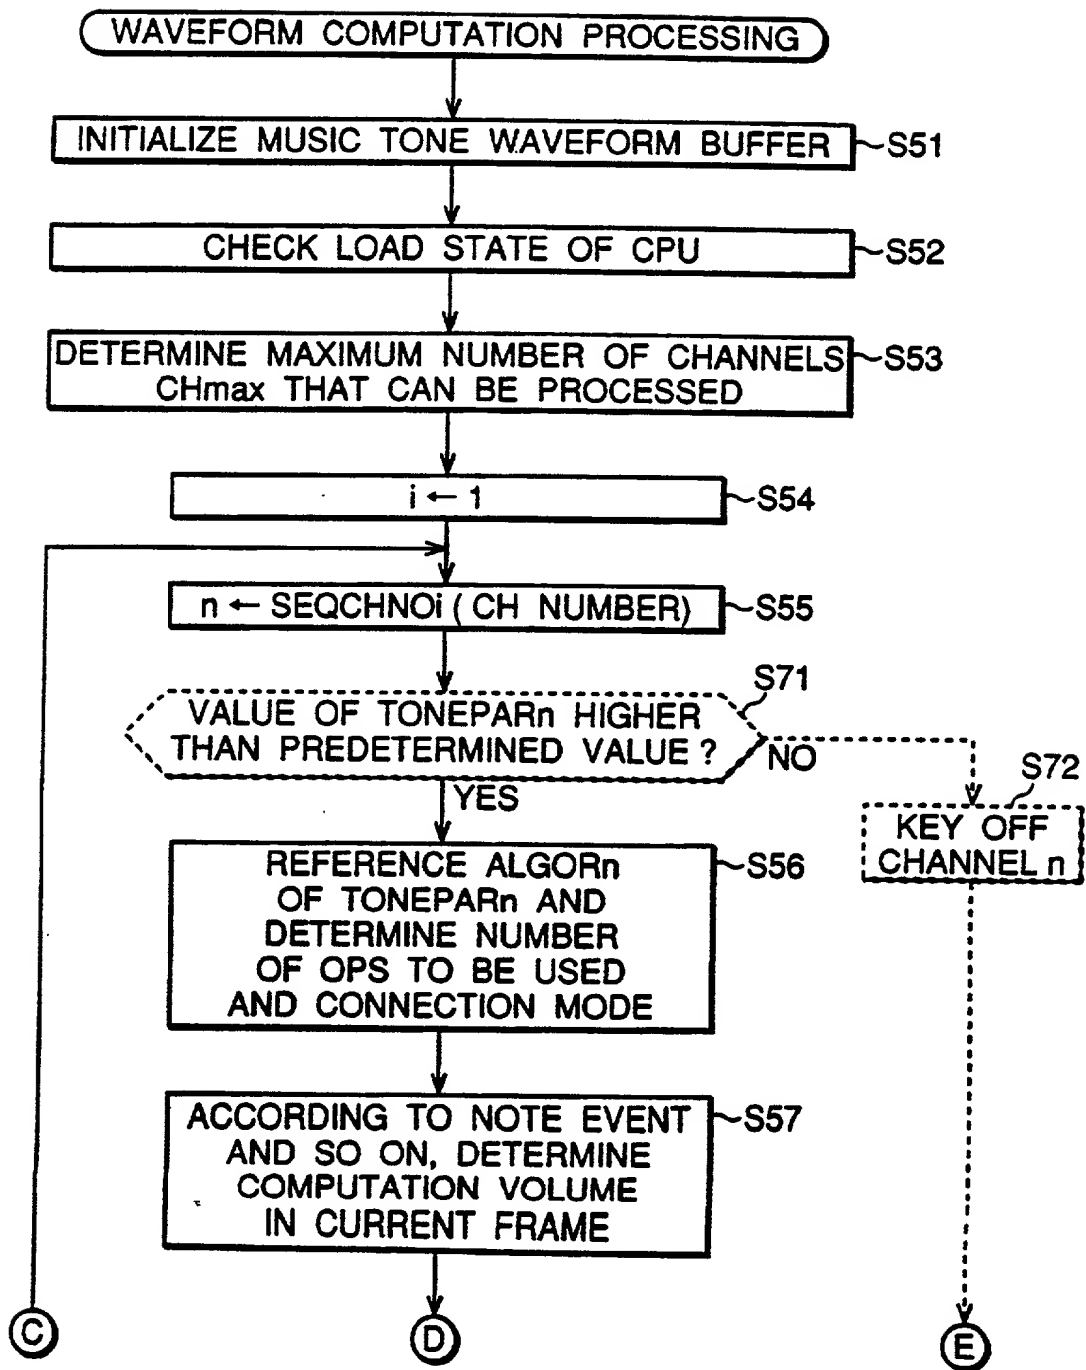 WAVEFORM COMPUTATION PROCESSING
INITIALIZE MUSIC TONE WAVEFORM BUFFER
S51
CHECK LOAD STATE OF CPU
S52
DETERMINE MAXIMUM NUMBER OF CHANNELS
CHmax THAT CAN BE PROCESSED
S53
i ← 1
S54
n ← SEQCHNOi (CH NUMBER)
S55
S71
VALUE OF TONEPARn HIGHER
THAN PREDETERMINED VALUE ?
NO
YES
S72
KEY OFF
CHANNEL n
REFERENCE ALGORn
OF TONEPARn AND
DETERMINE NUMBER
OF OPS TO BE USED
AND CONNECTION MODE
S56
ACCORDING TO NOTE EVENT
AND SO ON, DETERMINE
COMPUTATION VOLUME
IN CURRENT FRAME
S57
C
D
E